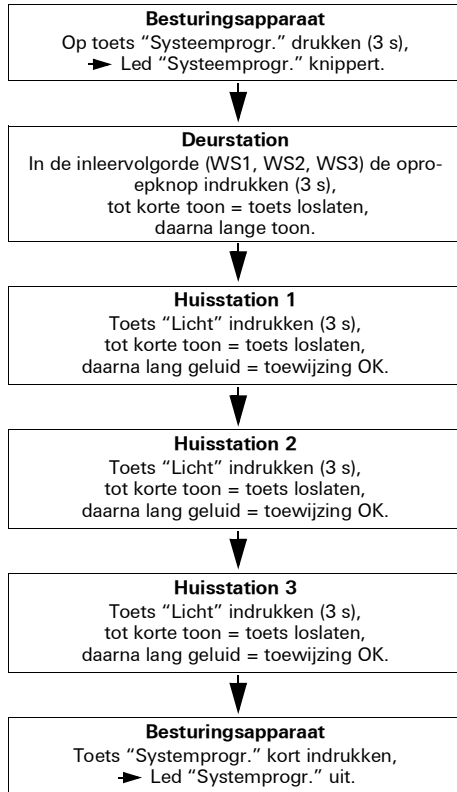 Besturingsapparaat
Op toets “Systeemprogr.” drukken (3 s),
Led “Systeemprogr.” knippert.
Deurstation
In de inleervolgorde (WS1, WS2, WS3) de opro-
epknop indrukken (3 s),
tot korte toon = toets loslaten,
daarna lange toon.
Huisstation 1
Toets “Licht” indrukken (3 s),
tot korte toon = toets loslaten,
daarna lang geluid = toewijzing OK.
Huisstation 2
Toets “Licht” indrukken (3 s),
tot korte toon = toets loslaten,
daarna lang geluid = toewijzing OK.
Huisstation 3
Toets “Licht” indrukken (3 s),
tot korte toon = toets loslaten,
daarna lang geluid = toewijzing OK.
Besturingsapparaat
Toets “Systemprogr.” kort indrukken,
Led “Systemprogr.” uit.